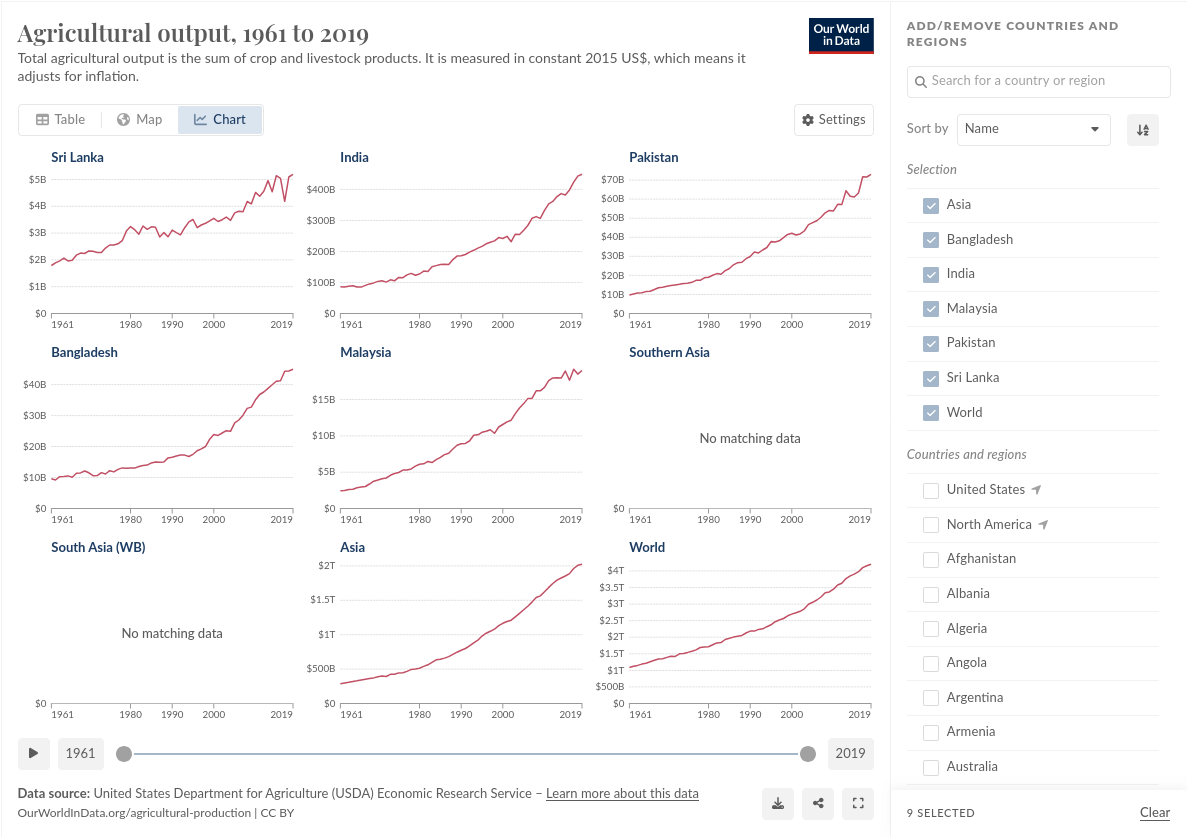 Agricultural output, 1961 to 2019
Total agricultural output is the sum of crop and livestock products. It is measured in constant 2015 US$, which means it
adjusts for inflation.
Our World
in Data
Table
Map
Chart
Settings
Sri Lanka
$5B
$4B
$3B
$2B
$1B
$0
1961
1980
1990
2000
2019
India
$400B
$300B
$200B
$100B
$0
1961
1980
1990
2000
2019
Pakistan
$70B
$60B
$50B
$40B
$30B
$20B
$10B
$0
1961
1980
1990
2000
2019
Bangladesh
$40B
$30B
$20B
$10B
$0
1961
1980
1990
2000
2019
Malaysia
$15B
$10B
$5B
$0
1961
1980
1990
2000
2019
Southern Asia
No matching data
$0
1961
1980
1990
2000
2019
South Asia (WB)
No matching data
$0
1961
1980
1990
2000
2019
Asia
$2T
$1.5T
$1T
$500B
$0
1961
1980
1990
2000
2019
World
$4T
$3.5T
$3T
$2.5T
$2T
$1.5T
$1T
$500B
$0
1961
1980
1990
2000
2019
1961
2019
Data source: United States Department for Agriculture (USDA) Economic Research Service – Learn more about this data
OurWorldInData.org/agricultural-production | CC BY
ADD/REMOVE COUNTRIES AND
REGIONS
Search for a country or region
Sort by
Name
Selection
Asia
Bangladesh
India
Malaysia
Pakistan
Sri Lanka
World
Countries and regions
United States
North America
Afghanistan
Albania
Algeria
Angola
Argentina
Armenia
Australia
9 SELECTED
Clear